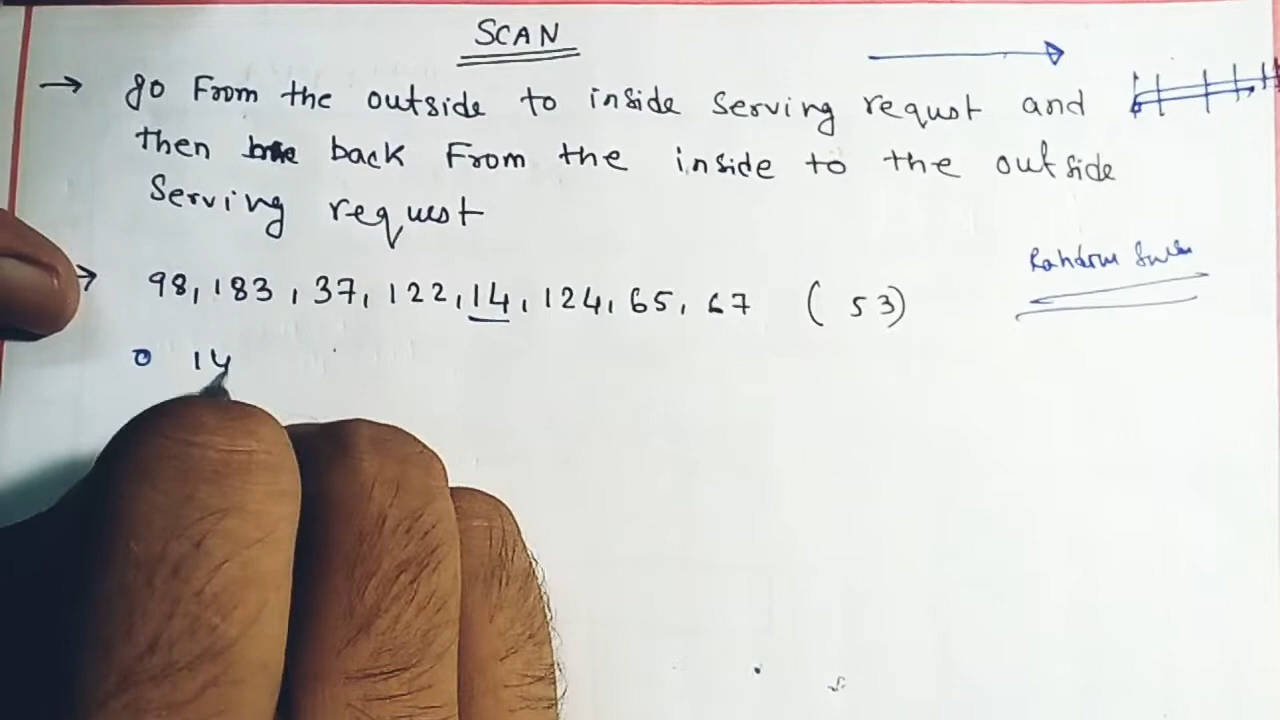 SCAN
→ go From the outside to inside Serving requst and
then back From the inside to the outside
Serving request
→ 98, 183, 37, 122, 14, 124, 65, 67 (53)
0 14